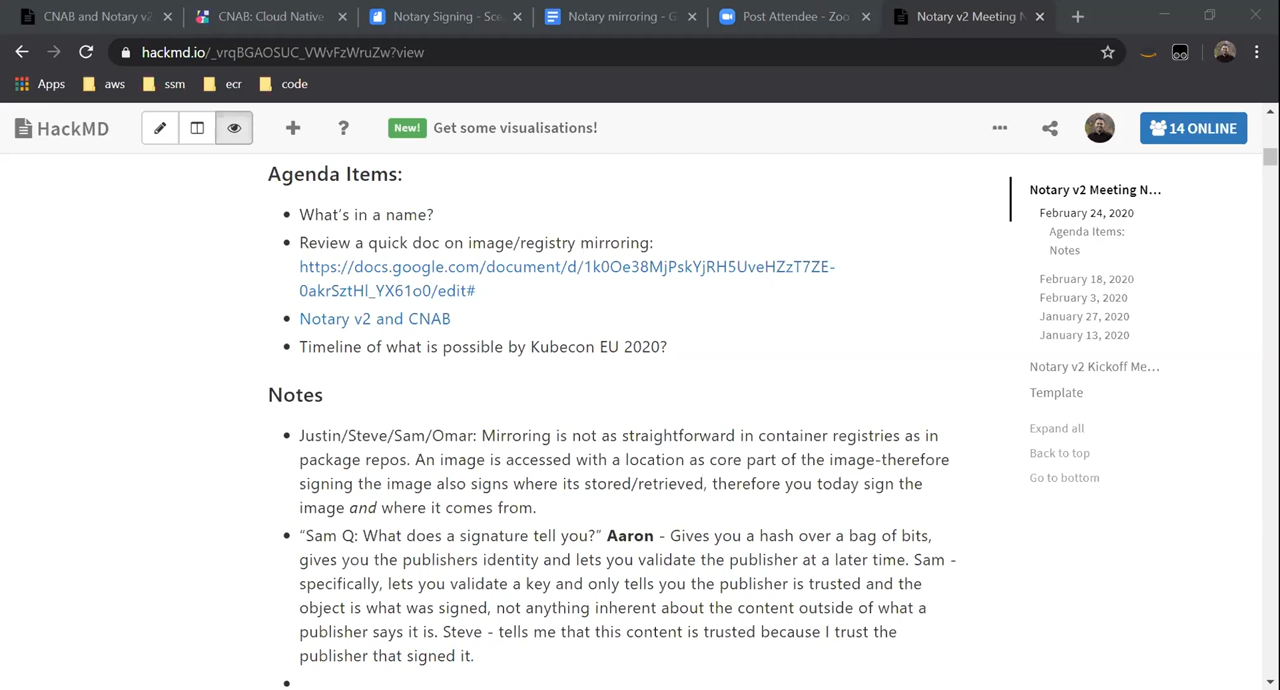 CNAB and Notary v2
CNAB: Cloud Native
Notary Signing - Sce
Notary mirroring - G
Post Attendee - Zoo
Notary v2 Meeting N
hackmd.io/_vrqBGAOSUC_VWvFzWruZw?view
Apps
aws
ssm
ecr
code
HackMD
New! Get some visualisations!
14 ONLINE
Agenda Items:
• What's in a name?
• Review a quick doc on image/registry mirroring:
https://docs.google.com/document/d/1k0Oe38MjPskYjRH5UveHZzT7ZE-
0akrSztHl_YX61o0/edit#
• Notary v2 and CNAB
• Timeline of what is possible by Kubecon EU 2020?
Notes
• Justin/Steve/Sam/Omar: Mirroring is not as straightforward in container registries as in
package repos. An image is accessed with a location as core part of the image-therefore
signing the image also signs where its stored/retrieved, therefore you today sign the
image and where it comes from.
• “Sam Q: What does a signature tell you?” Aaron - Gives you a hash over a bag of bits,
gives you the publishers identity and lets you validate the publisher at a later time. Sam -
specifically, lets you validate a key and only tells you the publisher is trusted and the
object is what was signed, not anything inherent about the content outside of what a
publisher says it is. Steve - tells me that this content is trusted because I trust the
publisher that signed it.
•
Notary v2 Meeting N...
February 24, 2020
Agenda Items:
Notes
February 18, 2020
February 3, 2020
January 27, 2020
January 13, 2020
Notary v2 Kickoff Me...
Template
Expand all
Back to top
Go to bottom